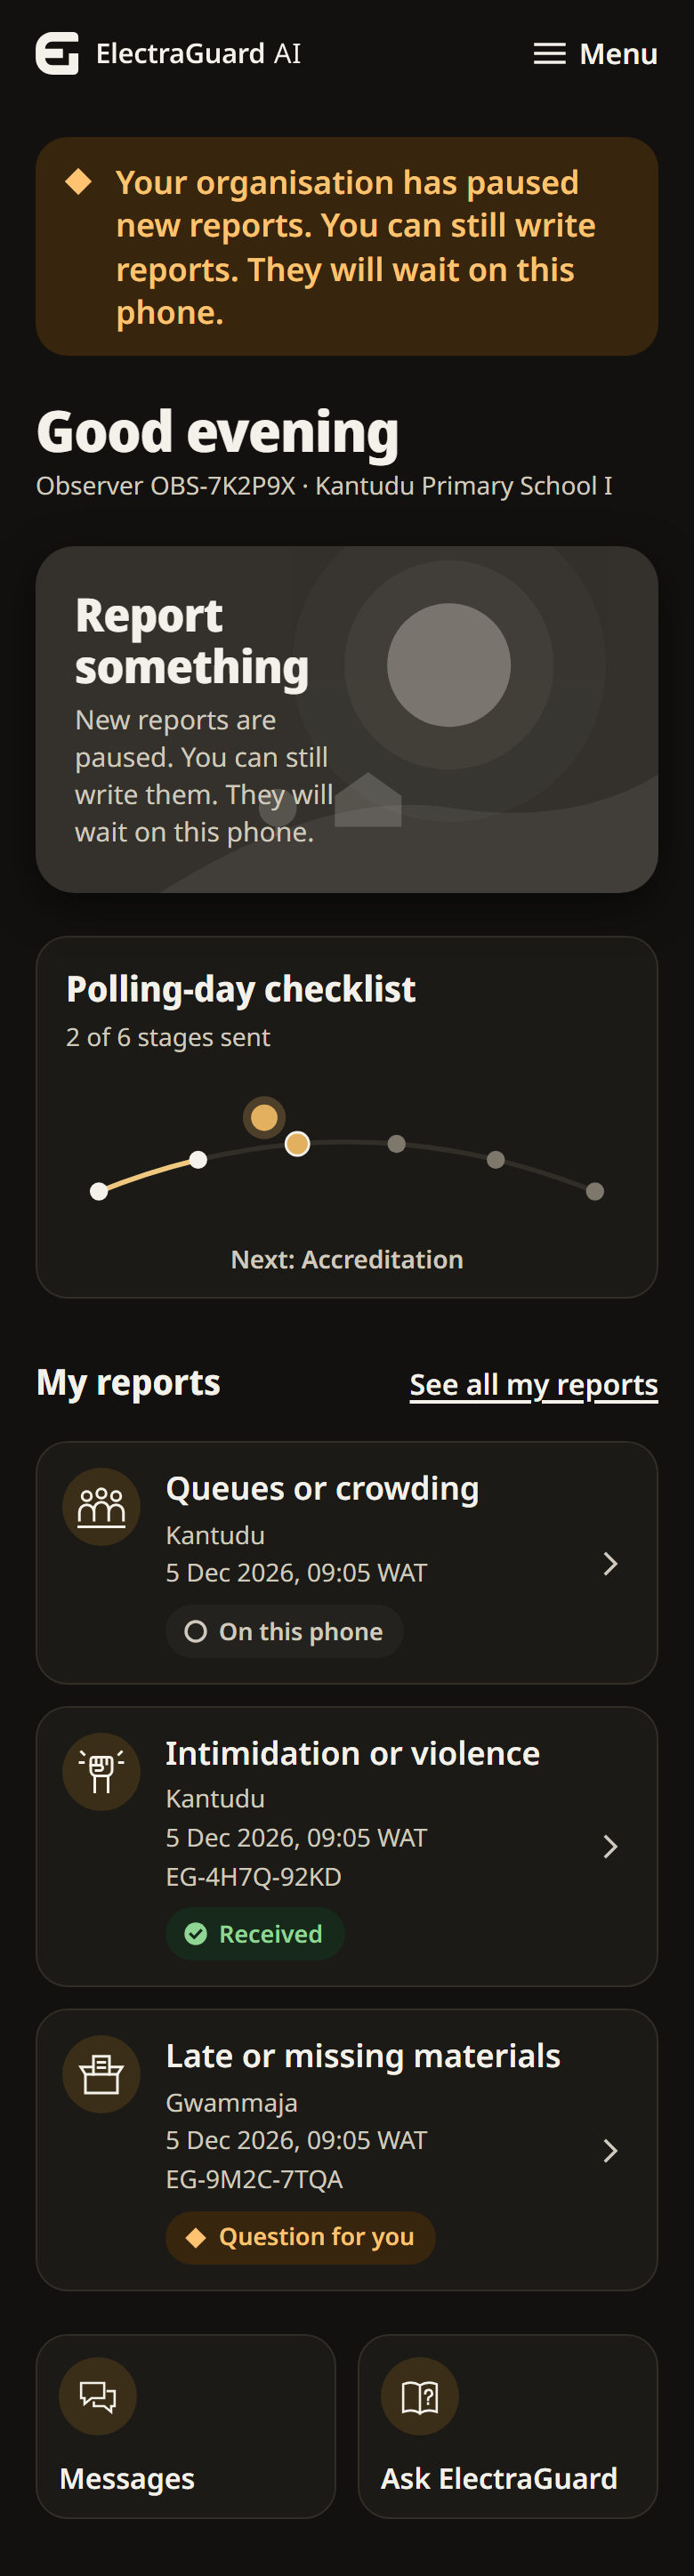 ElectraGuard AI
Menu
Your organisation has paused
new reports. You can still write
reports. They will wait on this
phone.
Good evening
Observer OBS-7K2P9X · Kantudu Primary School I
Report
something
New reports are
paused. You can still
write them. They will
wait on this phone.
Polling-day checklist
2 of 6 stages sent
Next: Accreditation
My reports
See all my reports
Queues or crowding
Kantudu
5 Dec 2026, 09:05 WAT
On this phone
Intimidation or violence
Kantudu
5 Dec 2026, 09:05 WAT
EG-4H7Q-92KD
Received
Late or missing materials
Gwammaja
5 Dec 2026, 09:05 WAT
EG-9M2C-7TQA
Question for you
Messages
Ask ElectraGuard